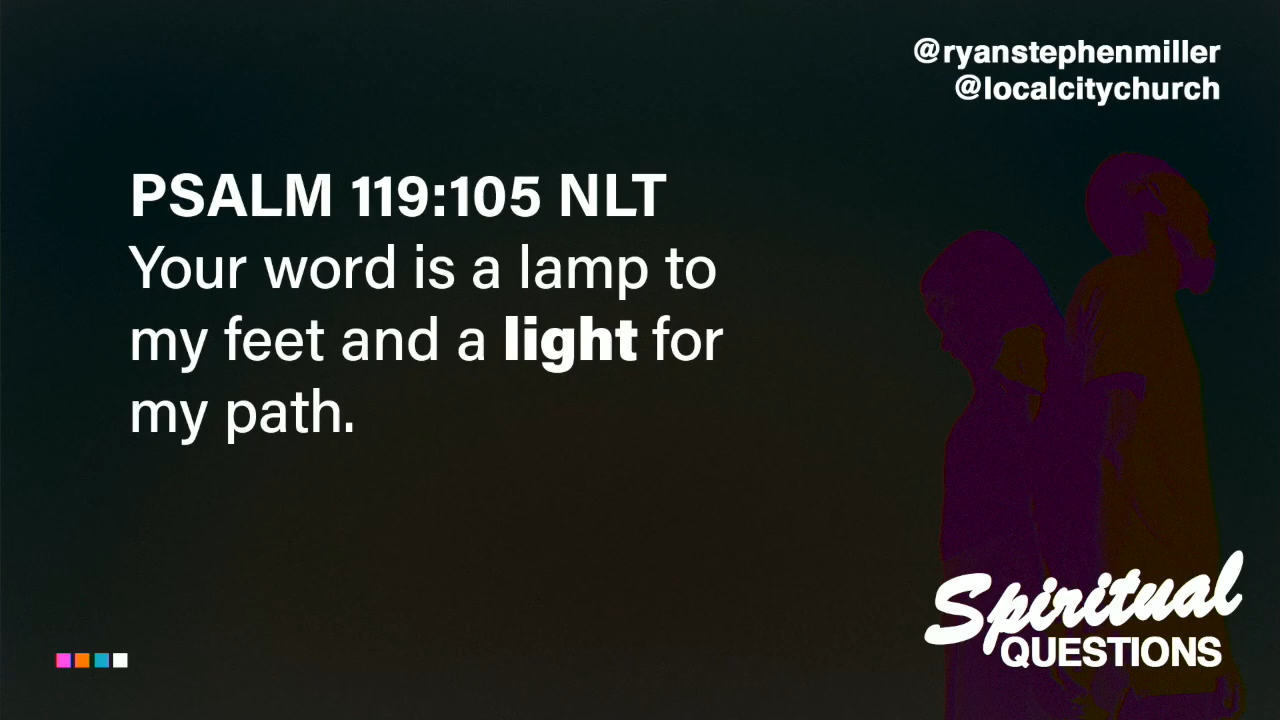 @ryanstephenmiller
@localcitychurch
PSALM 119:105 NLT
Your word is a lamp to
my feet and a light for
my path.
Spiritual
QUESTIONS